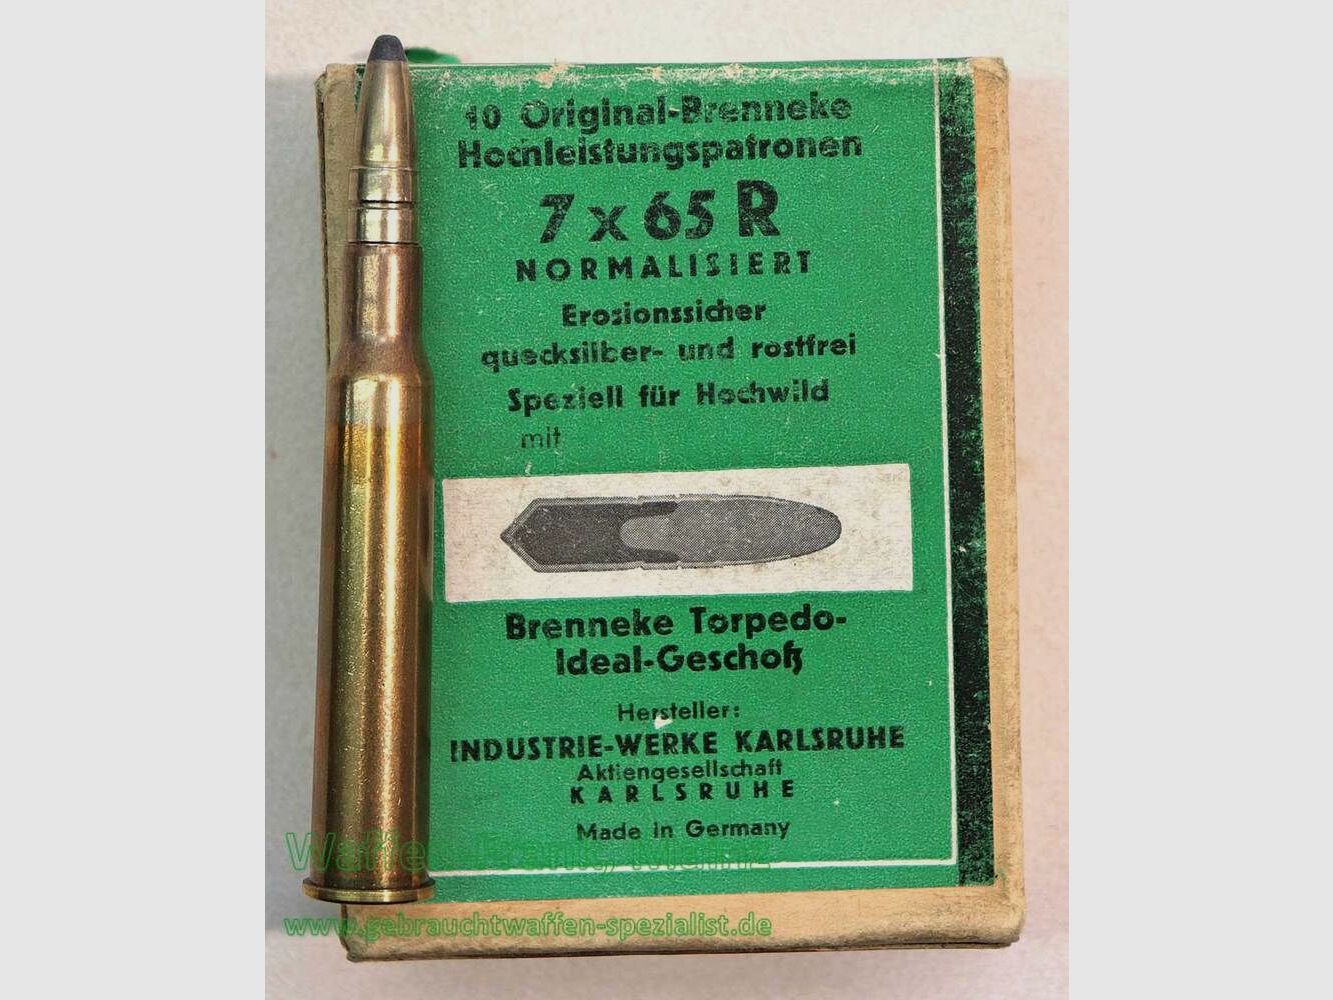 10 Original-Brenneke
Hochleistungspatronen
7 x 65 R
NORMALISIERT
Erosionssicher
quecksilber- und rostfrei
Speziell für Hochwild
mit
Brenneke Torpedo-
Ideal-Geschoß
Hersteller:
INDUSTRIE-WERKE KARLSRUHE
Aktiengesellschaft
KARLSRUHE
Made in Germany
www.gebrauchtwaffen-spezialist.de